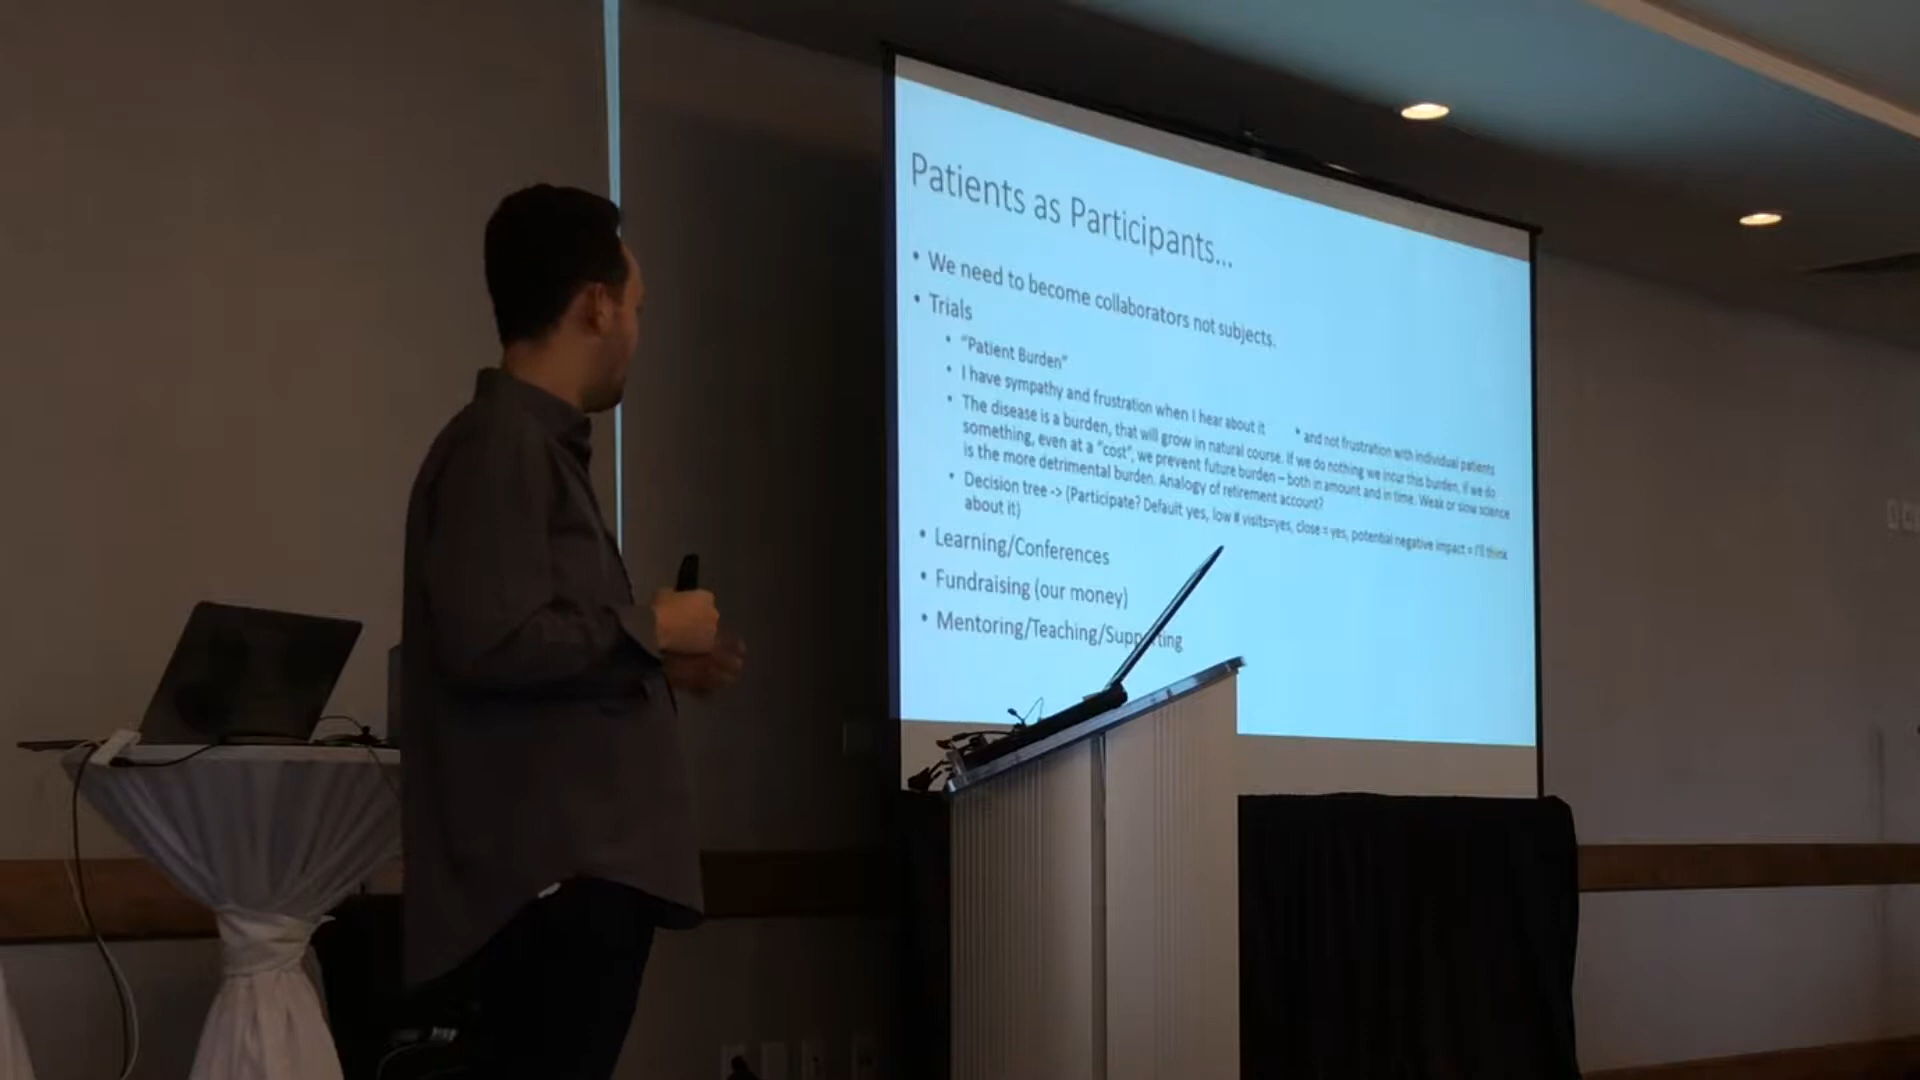 Patients as Participants...
• We need to become collaborators not subjects.
• Trials
• "Patient Burden"
• I have sympathy and frustration when I hear about it * and not frustration with individual patients
• The disease is a burden, that will grow in natural course. If we do nothing we incur this burden, if we do
something, even at a "cost", we prevent future burden – both in amount and in time. Weak or slow science
is the more detrimental burden. Analogy of retirement account?
• Decision tree -> (Participate? Default yes, low # visits=yes, close = yes, potential negative impact = I'll think
about it)
• Learning/Conferences
• Fundraising (our money)
• Mentoring/Teaching/Supporting